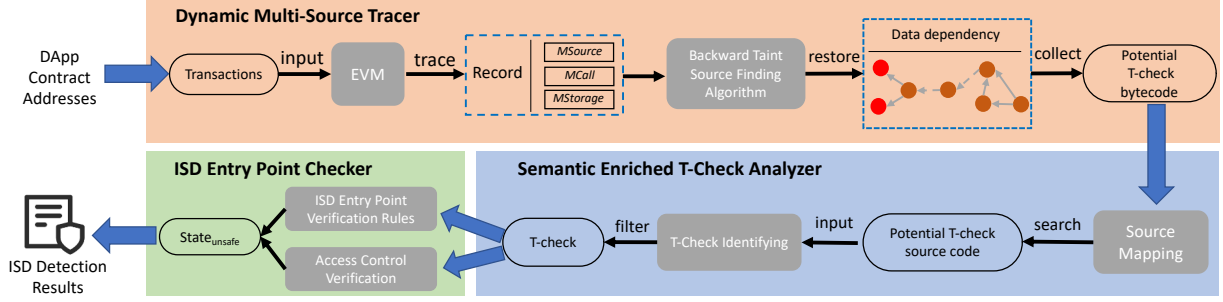 Dynamic Multi-Source Tracer
DApp
Contract
Addresses
Transactions
input
EVM
trace
Record
MSource
MCall
MStorage
Backward Taint
Source Finding
Algorithm
restore
Data dependency
collect
Potential
T-check
bytecode
ISD Entry Point Checker
Semantic Enriched T-Check Analyzer
ISD Detection
Results
State_unsafe
ISD Entry Point
Verification Rules
Access Control
Verification
T-check
filter
T-Check Identifying
input
Potential T-check
source code
search
Source
Mapping